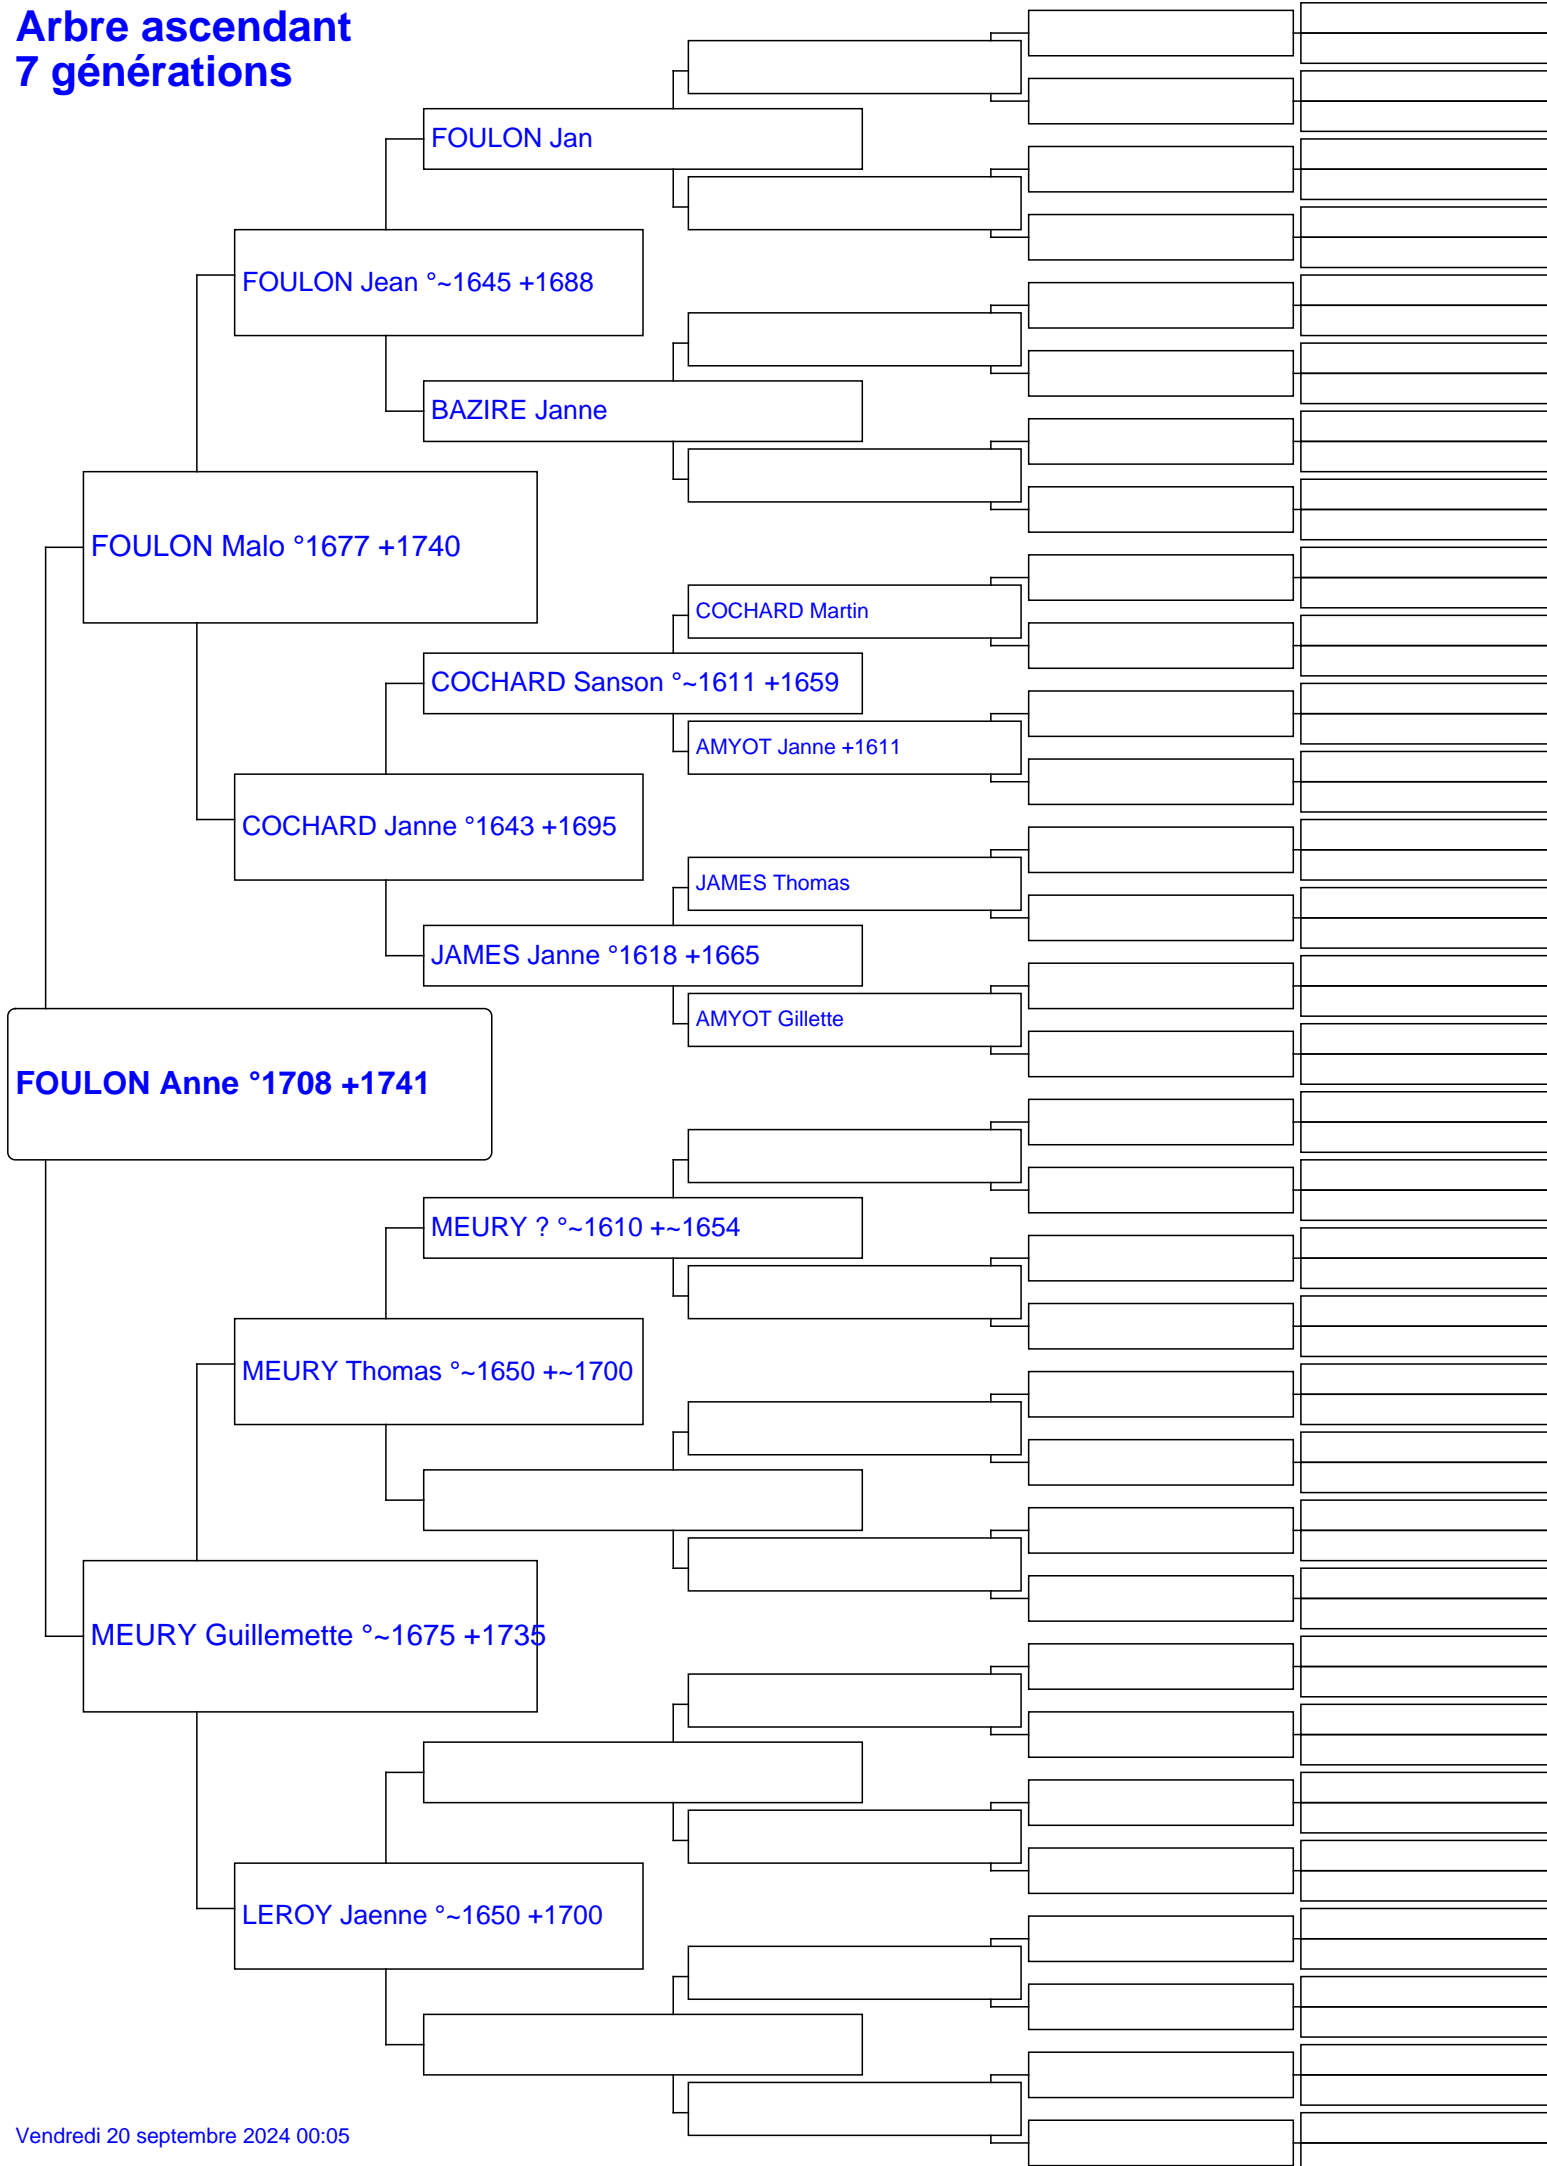 Arbre ascendant
7 générations
FOULON Jan
FOULON Jean °~1645 +1688
BAZIRE Janne
FOULON Malo °1677 +1740
COCHARD Martin
COCHARD Sanson °~1611 +1659
AMYOT Janne +1611
COCHARD Janne °1643 +1695
JAMES Thomas
JAMES Janne °1618 +1665
AMYOT Gillette
FOULON Anne °1708 +1741
MEURY ? °~1610 +~1654
MEURY Thomas °~1650 +~1700
MEURY Guillemette °~1675 +1735
LEROY Jaenne °~1650 +1700
Vendredi 20 septembre 2024 00:05